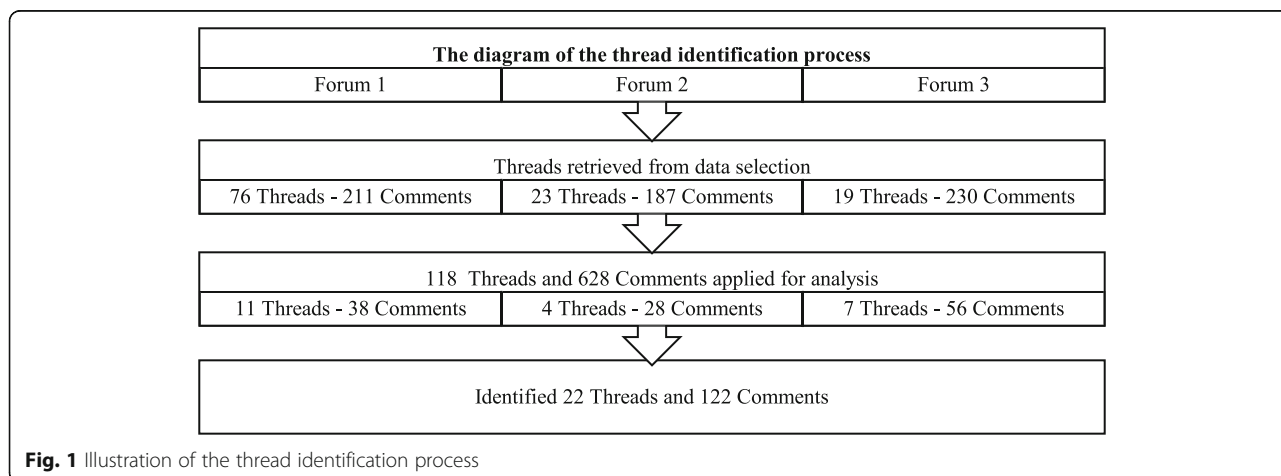 The diagram of the thread identification process
Forum 1 Forum 2 Forum 3
Threads retrieved from data selection
76 Threads - 211 Comments 23 Threads - 187 Comments 19 Threads - 230 Comments
118 Threads and 628 Comments applied for analysis
11 Threads - 38 Comments 4 Threads - 28 Comments 7 Threads - 56 Comments
Identified 22 Threads and 122 Comments
Fig. 1 Illustration of the thread identification process